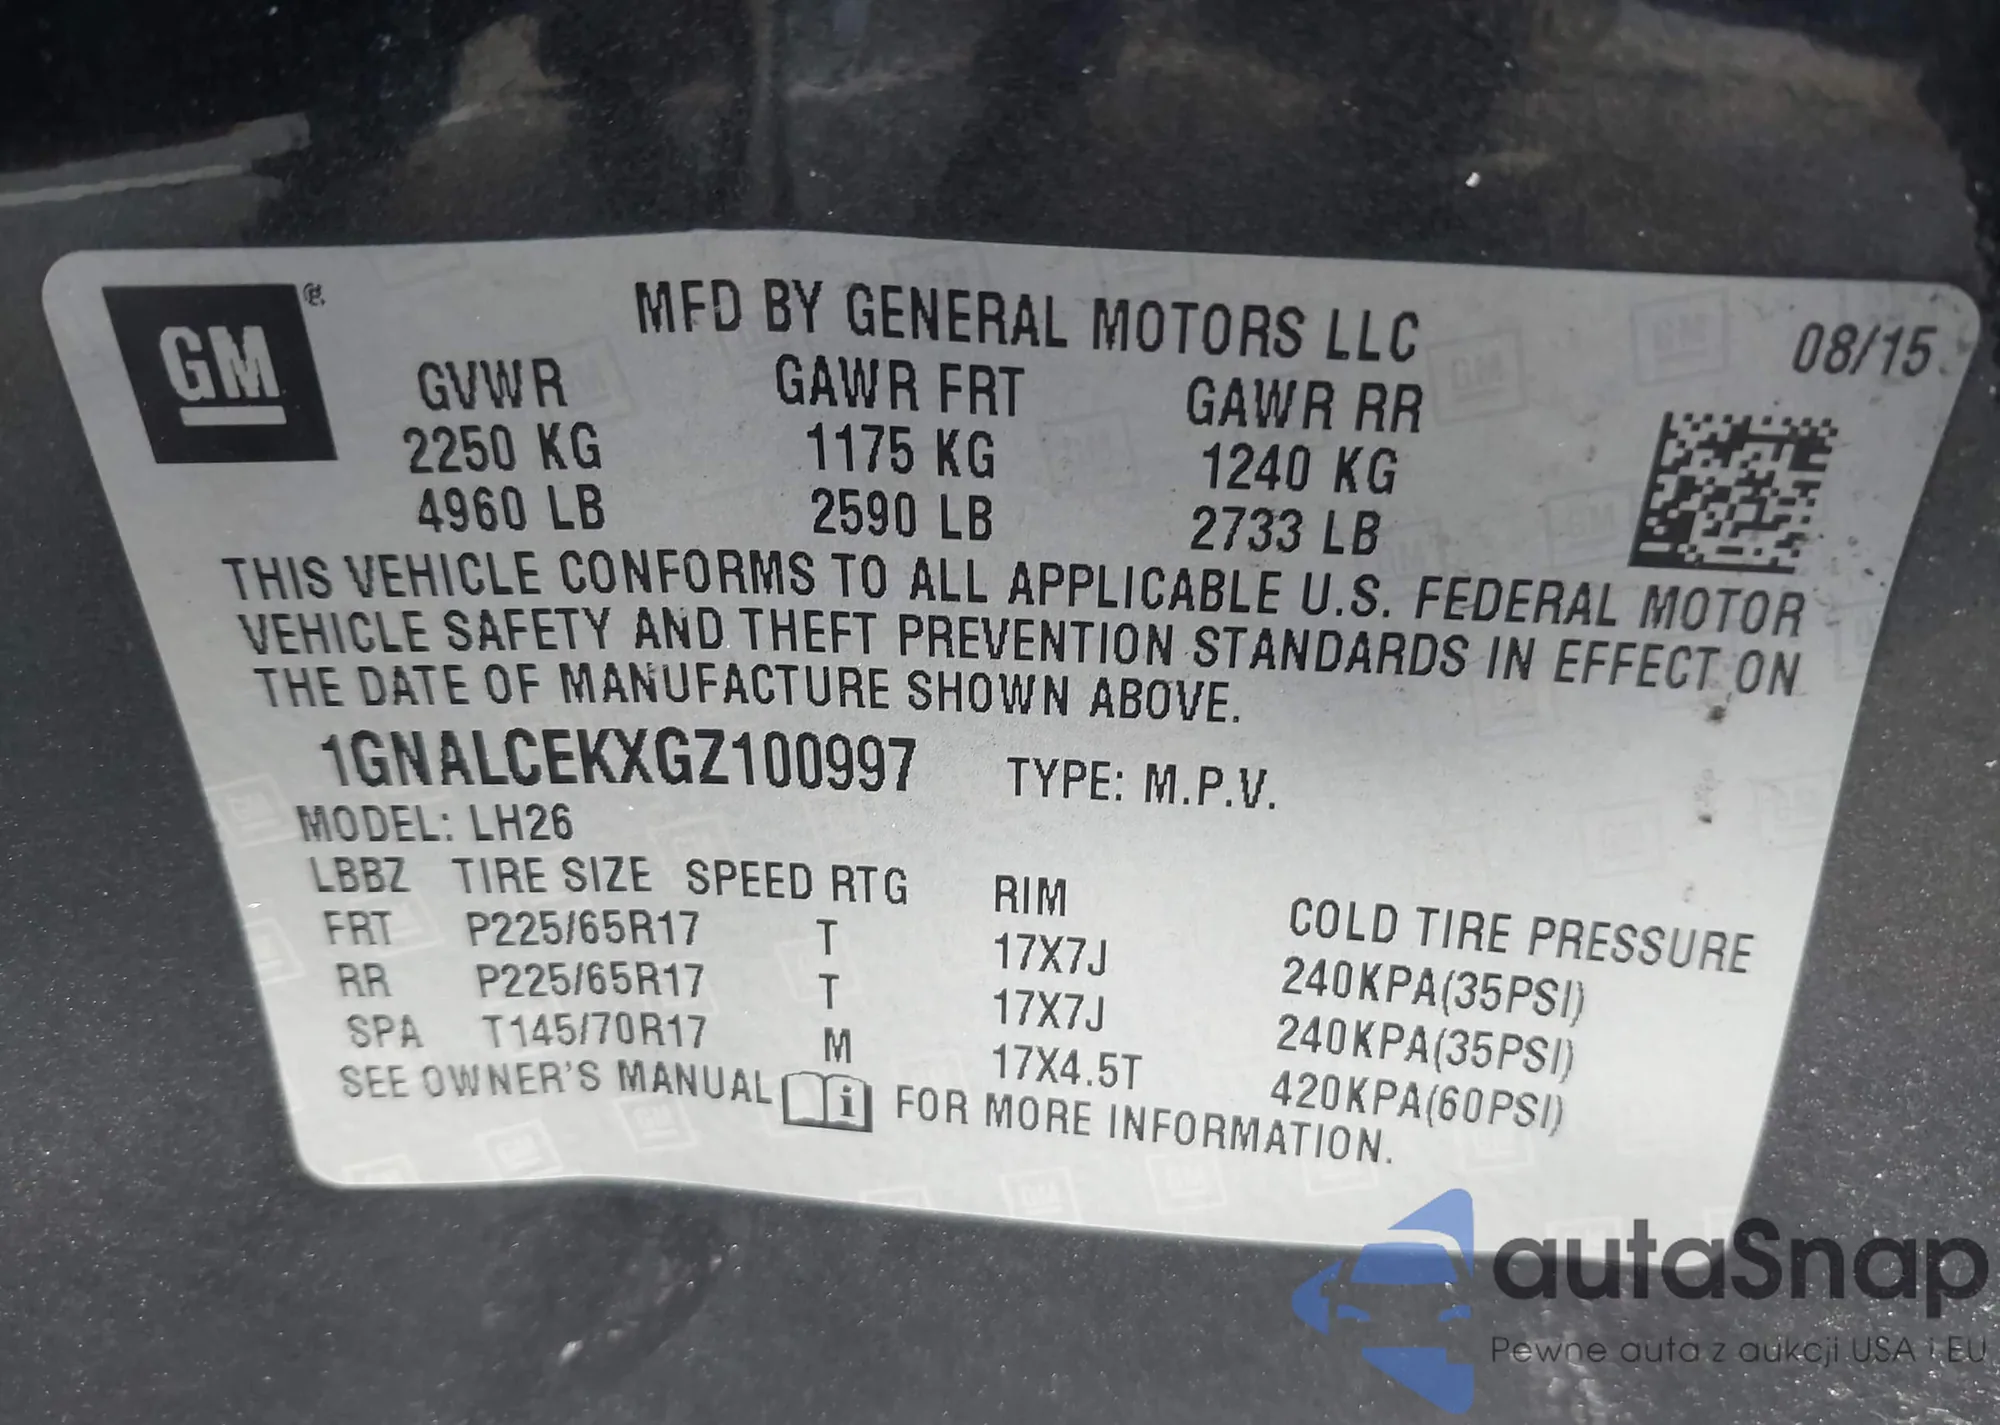 GM
MFD BY GENERAL MOTORS LLC
08/15
GVWR GAWR FRT GAWR RR
2250 KG 1175 KG 1240 KG
4960 LB 2590 LB 2733 LB
THIS VEHICLE CONFORMS TO ALL APPLICABLE U.S. FEDERAL MOTOR
VEHICLE SAFETY AND THEFT PREVENTION STANDARDS IN EFFECT ON
THE DATE OF MANUFACTURE SHOWN ABOVE.
1GNALCEKXGZ100997 TYPE: M.P.V.
MODEL: LH26
LBBZ TIRE SIZE SPEED RTG RIM COLD TIRE PRESSURE
FRT P225/65R17 T 17X7J 240KPA(35PSI)
RR P225/65R17 T 17X7J 240KPA(35PSI)
SPA T145/70R17 M 17X4.5T 420KPA(60PSI)
SEE OWNER'S MANUAL i FOR MORE INFORMATION.
autaSnap
Pewne auta z aukcji USA i EU